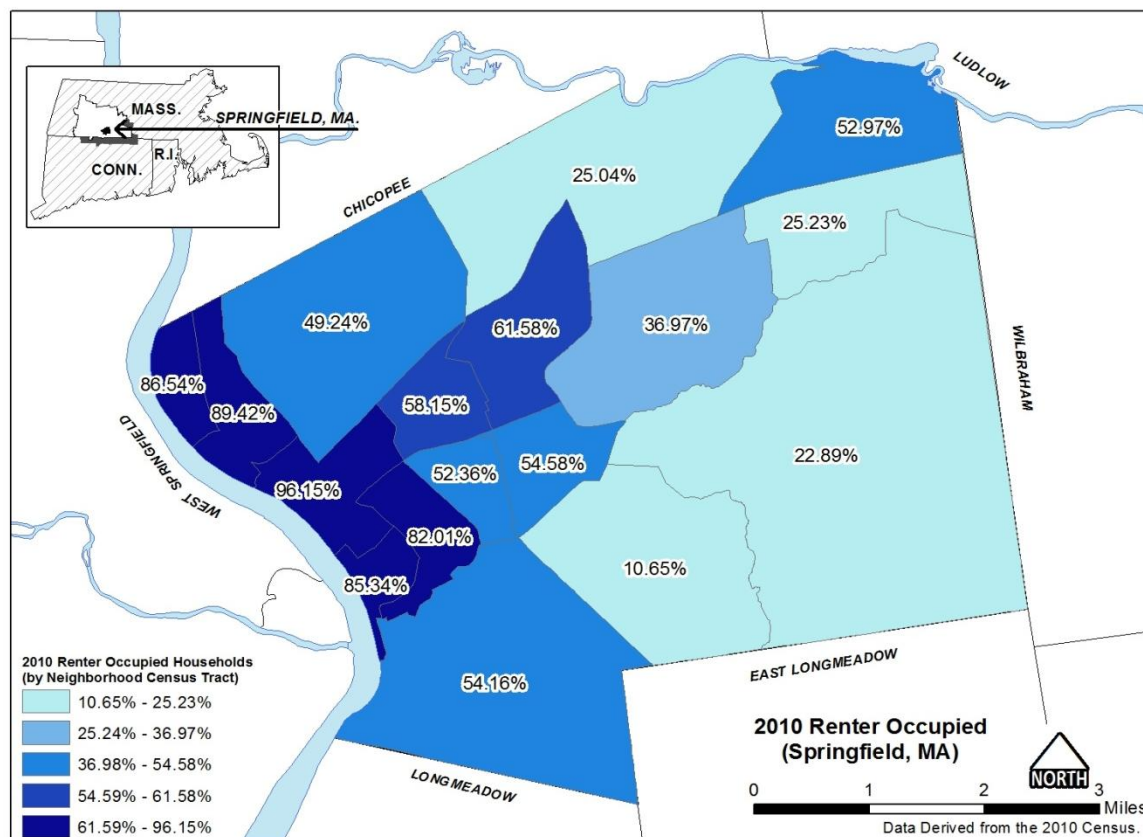 MASS.
SPRINGFIELD, MA.
R.I.
CONN.
LUDLOW
52.97%
25.04%
CHICOPEE
25.23%
49.24%
61.58%
36.97%
WILBRAHAM
86.54%
89.42%
58.15%
22.89%
WEST SPRINGFIELD
52.36%
54.58%
96.15%
82.01%
10.65%
85.34%
54.16%
EAST LONGMEADOW
LONGMEADOW
2010 Renter Occupied Households
(by Neighborhood Census Tract)
10.65% - 25.23%
25.24% - 36.97%
36.98% - 54.58%
54.59% - 61.58%
61.59% - 96.15%
2010 Renter Occupied
(Springfield, MA)
NORTH
0 1 2 3
Miles
Data Derived from the 2010 Census.